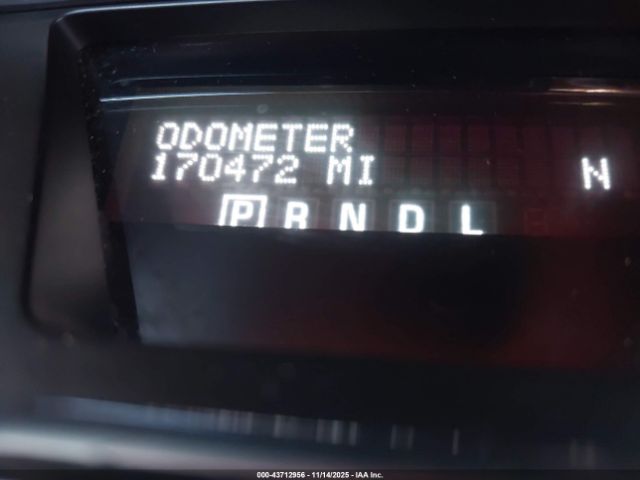 ODOMETER
170472 MI N
P R N D L
000-43712956 - 11/14/2025 - IAA Inc.